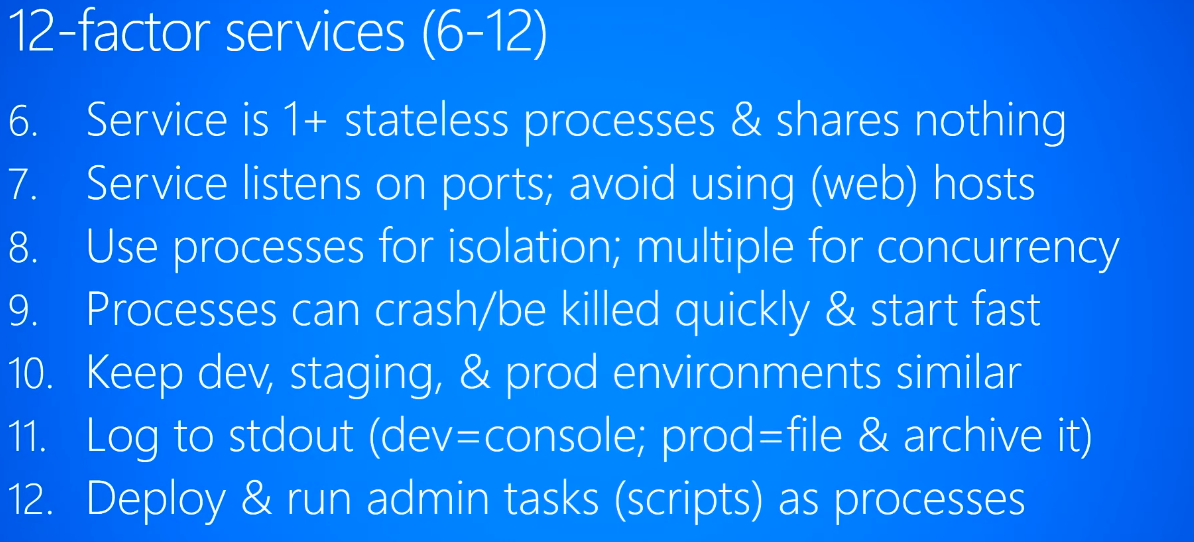 12-factor services (6-12)
6. Service is 1+ stateless processes & shares nothing
7. Service listens on ports; avoid using (web) hosts
8. Use processes for isolation; multiple for concurrency
9. Processes can crash/be killed quickly & start fast
10. Keep dev, staging, & prod environments similar
11. Log to stdout (dev=console; prod=file & archive it)
12. Deploy & run admin tasks (scripts) as processes